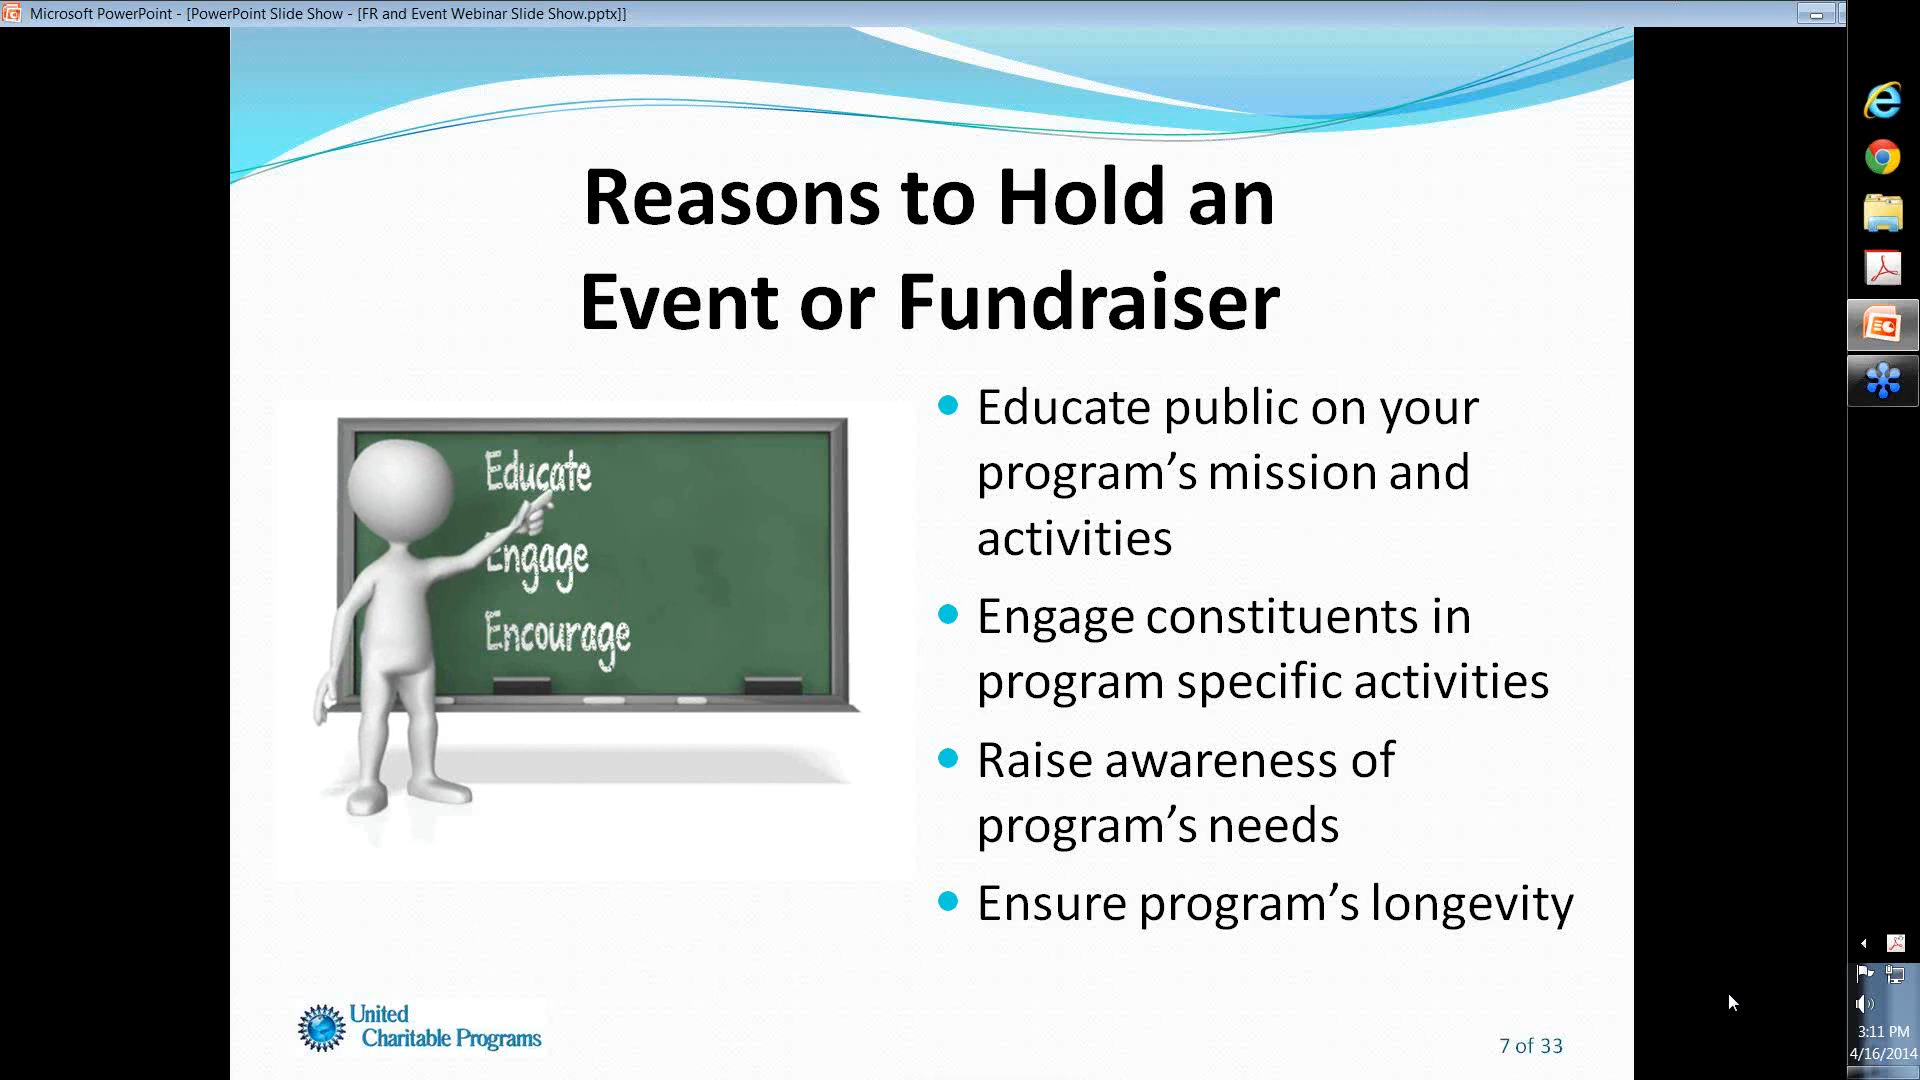 Microsoft PowerPoint - [PowerPoint Slide Show - [FR and Event Webinar Slide Show.pptx]]
Reasons to Hold an
Event or Fundraiser
Educate
Engage
Encourage
• Educate public on your
program’s mission and
activities
• Engage constituents in
program specific activities
• Raise awareness of
program’s needs
• Ensure program’s longevity
United
Charitable Programs
7 of 33
3:11 PM
4/16/2014